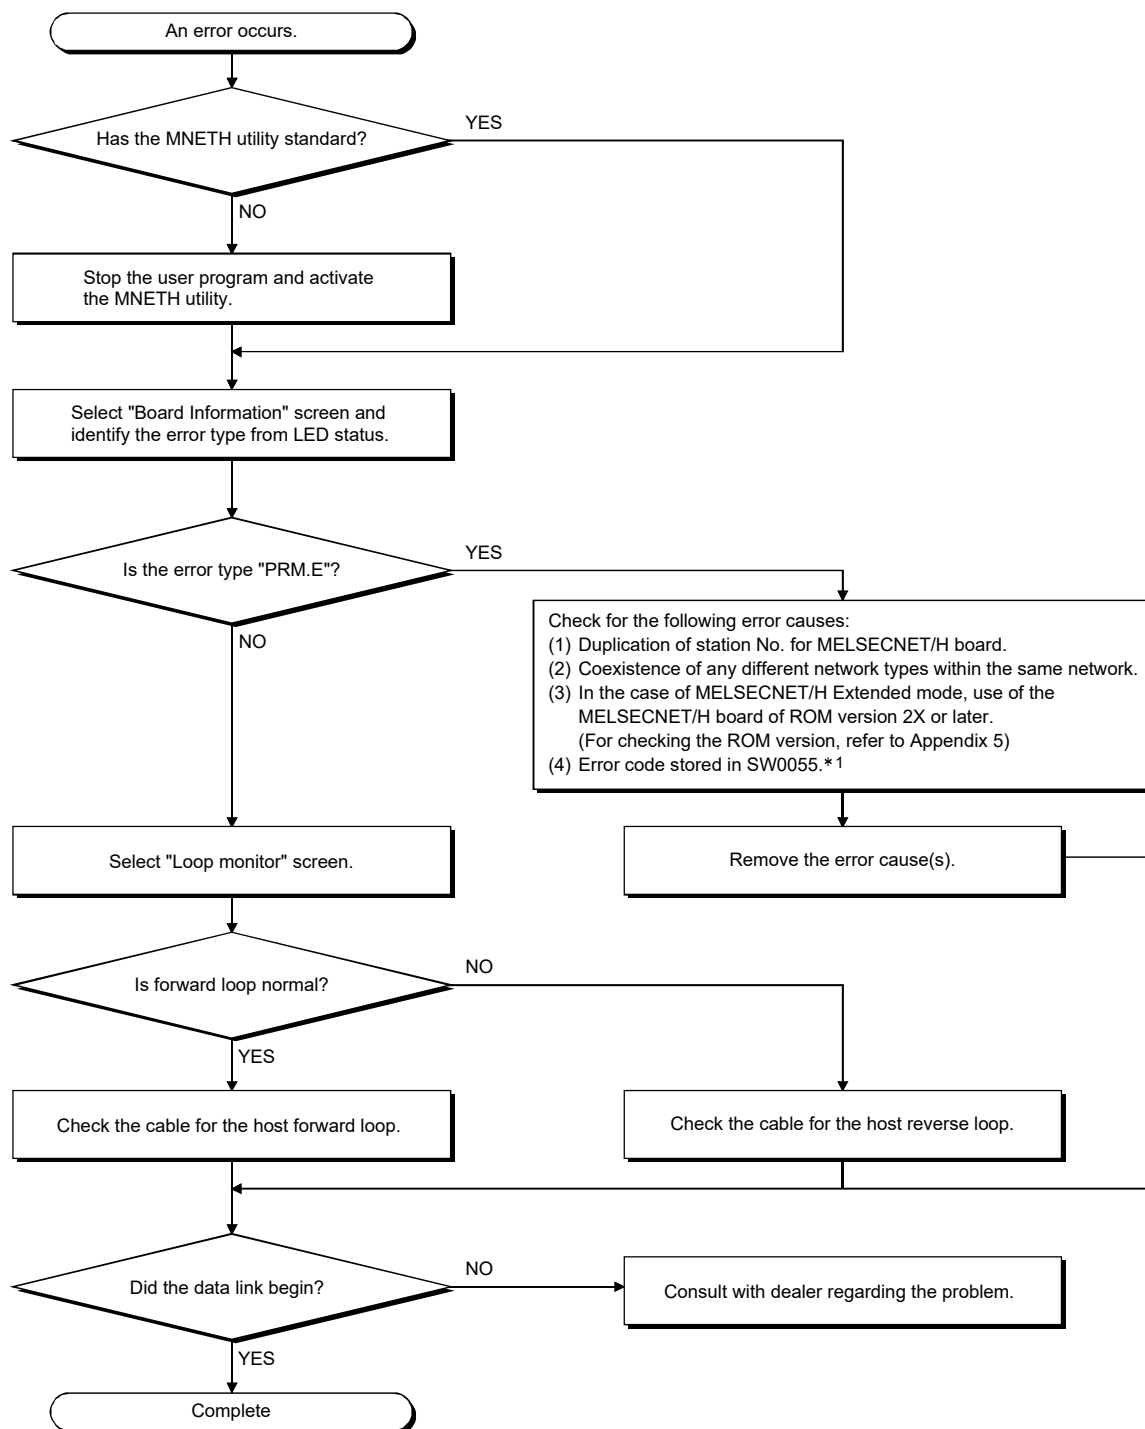 An error occurs.
Has the MNETH utility standard?
YES
NO
Stop the user program and activate
the MNETH utility.
Select "Board Information" screen and
identify the error type from LED status.
Is the error type "PRM.E"?
YES
NO
Check for the following error causes:
(1) Duplication of station No. for MELSECNET/H board.
(2) Coexistence of any different network types within the same network.
(3) In the case of MELSECNET/H Extended mode, use of the
MELSECNET/H board of ROM version 2X or later.
(For checking the ROM version, refer to Appendix 5)
(4) Error code stored in SW0055.*1
Select "Loop monitor" screen.
Remove the error cause(s).
Is forward loop normal?
NO
YES
Check the cable for the host forward loop.
Check the cable for the host reverse loop.
Did the data link begin?
NO
Consult with dealer regarding the problem.
YES
Complete